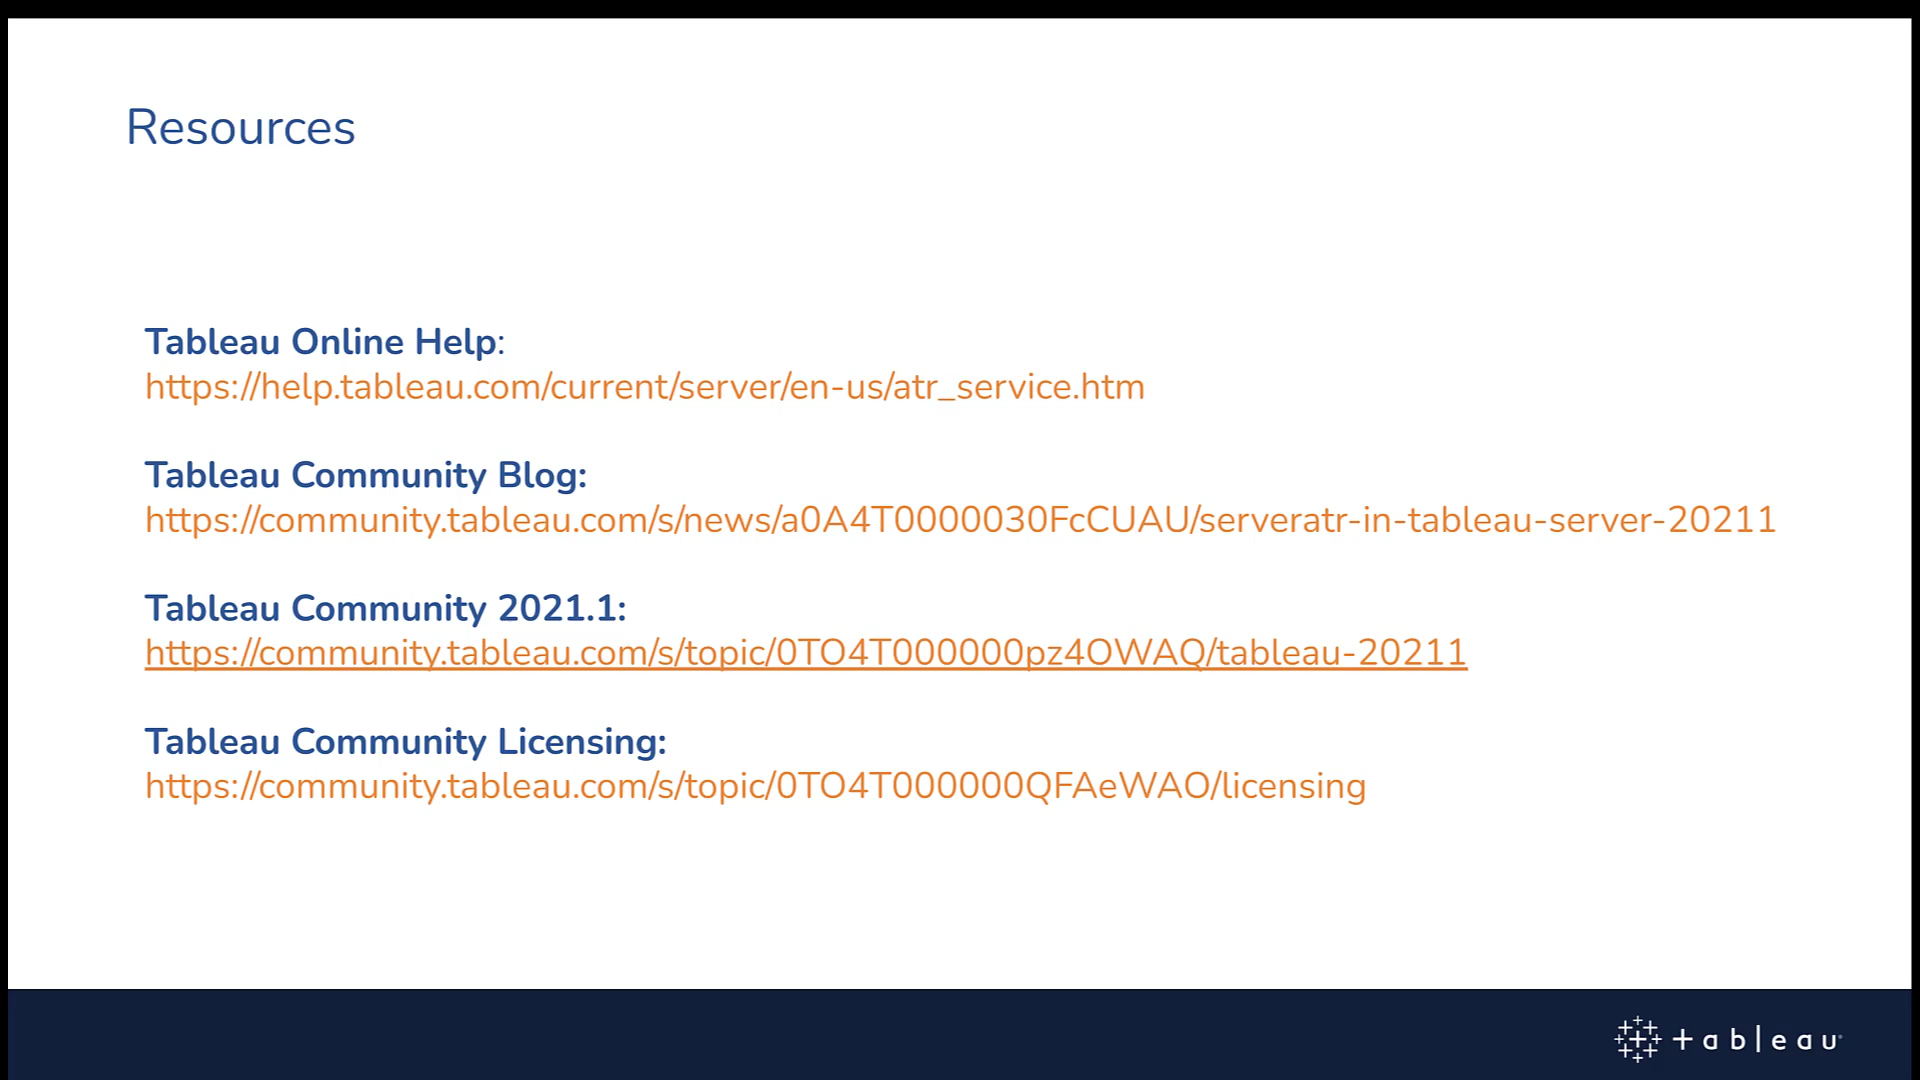 Resources
Tableau Online Help:
https://help.tableau.com/current/server/en-us/atr_service.htm
Tableau Community Blog:
https://community.tableau.com/s/news/a0A4T0000030FcCUAU/serveratr-in-tableau-server-20211
Tableau Community 2021.1:
https://community.tableau.com/s/topic/0TO4T000000pz4OWAQ/tableau-20211
Tableau Community Licensing:
https://community.tableau.com/s/topic/0TO4T000000QFAeWAO/licensing
+ableau